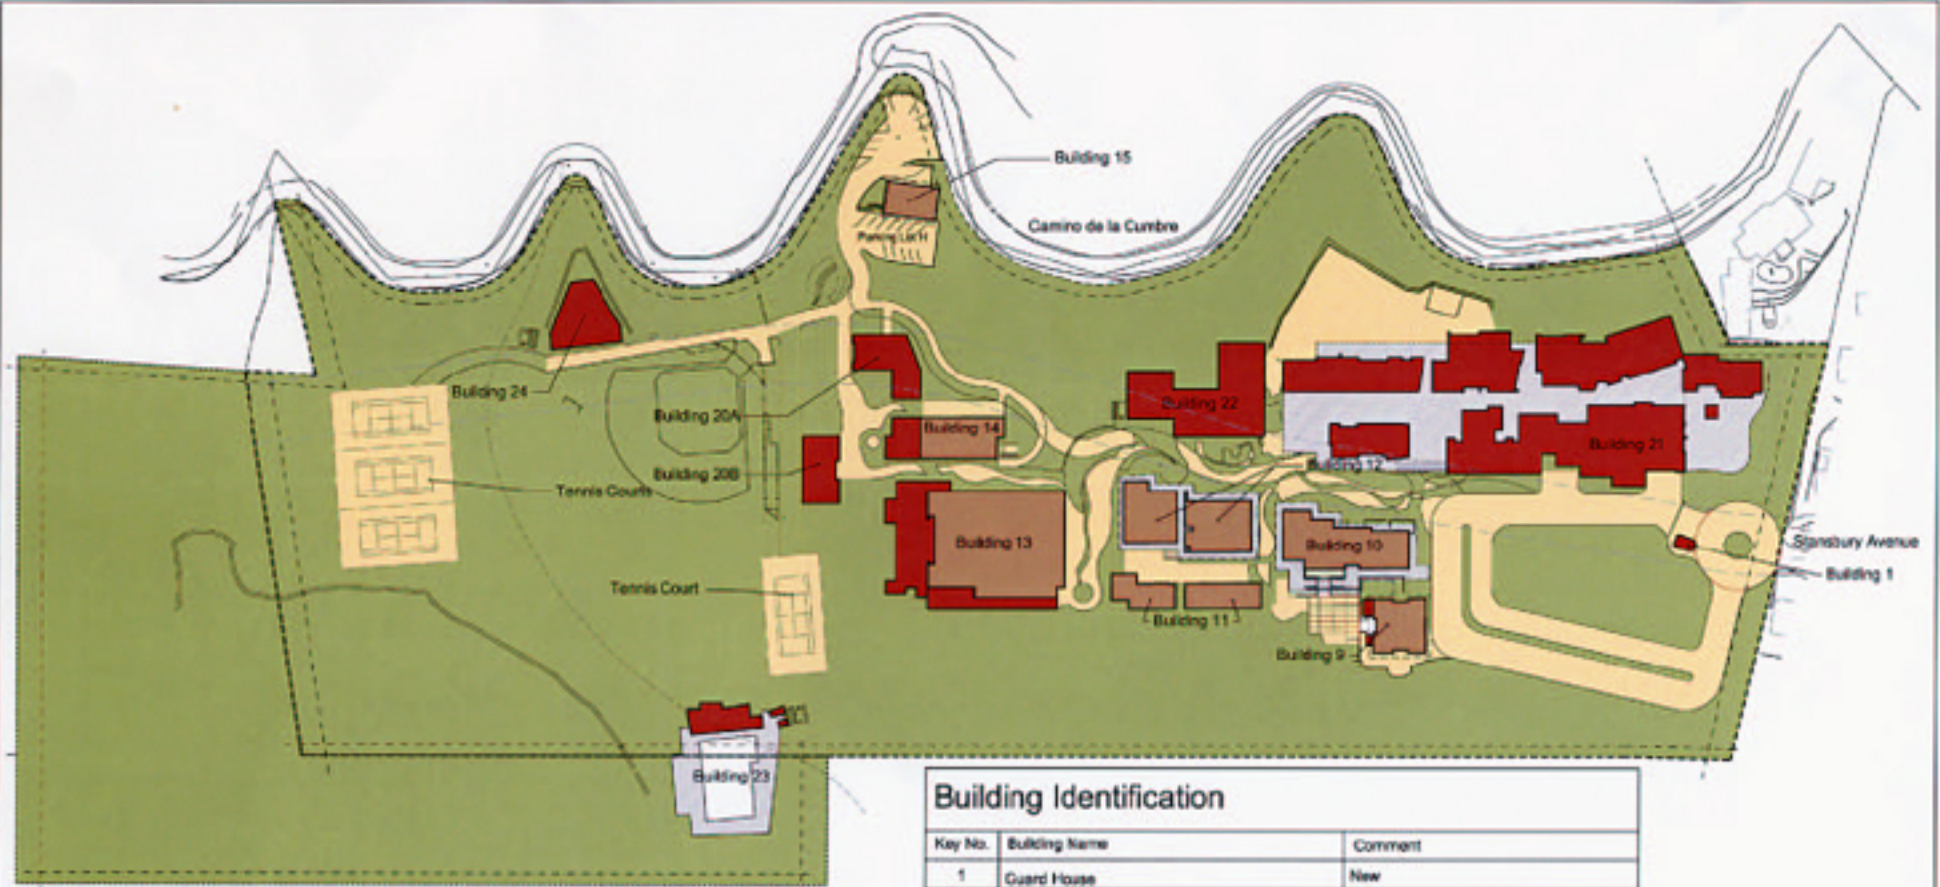 Building 15
Camino de la Cumbre
Parking Lot H
Building 24
Building 20A
Building 14
Building 22
Building 21
Building 12
Building 20B
Tennis Courts
Building 13
Building 10
Stansbury Avenue
Building 1
Tennis Court
Building 11
Building 9
Building 23
Building Identification
Key No. Building Name Comment
1 Guard House New